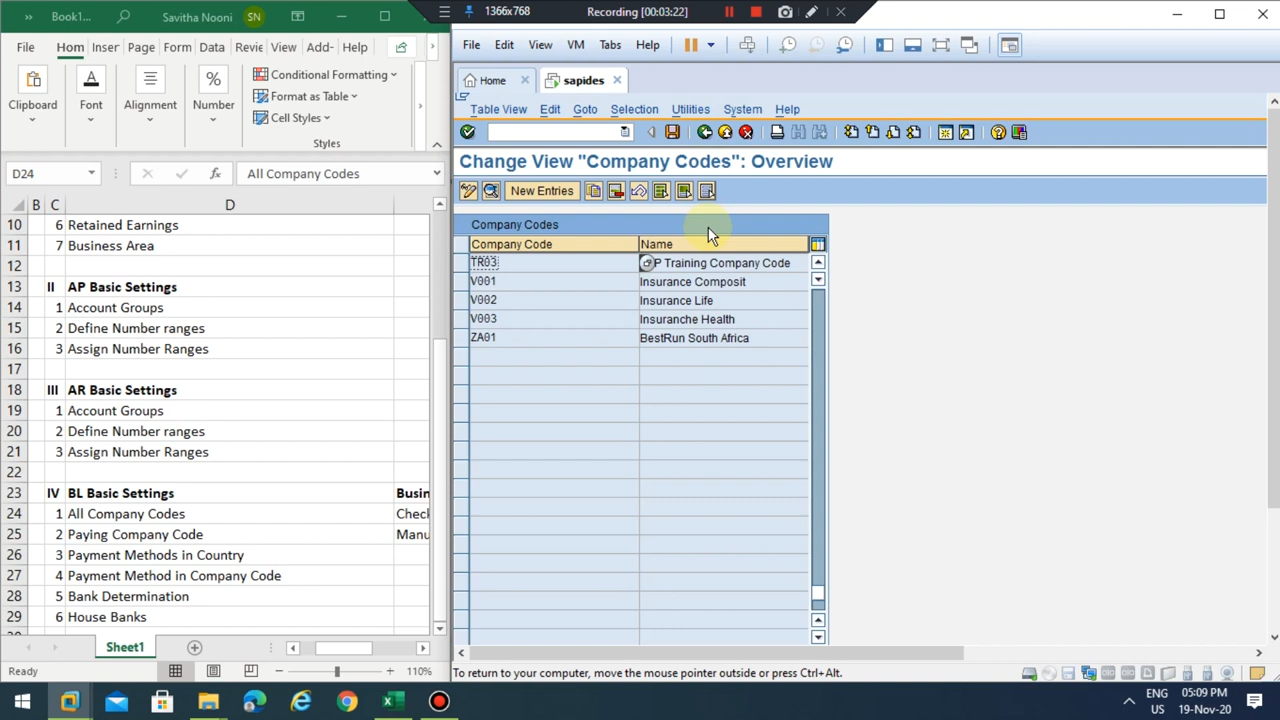 Book1...
Savitha Nooni
SN
File Hom Inser Page Form Data Revie View Add- Help
Clipboard
Font
Alignment
Number
Conditional Formatting
Format as Table
Cell Styles
Styles
D24
fx
All Company Codes
B C D
10 6 Retained Earnings
11 7 Business Area
12
13 II AP Basic Settings
14 1 Account Groups
15 2 Define Number ranges
16 3 Assign Number Ranges
17
18 III AR Basic Settings
19 1 Account Groups
20 2 Define Number ranges
21 3 Assign Number Ranges
22
23 IV BL Basic Settings Busin
24 1 All Company Codes Check
25 2 Paying Company Code Manu
26 3 Payment Methods in Country
27 4 Payment Method in Company Code
28 5 Bank Determination
29 6 House Banks
Sheet1
Ready
110%
1366x768
Recording [00:03:22]
File Edit View VM Tabs Help
Home
sapides
Table View Edit Goto Selection Utilities System Help
Change View "Company Codes": Overview
New Entries
Company Codes
Company Code Name
TR03 P Training Company Code
V001 Insurance Composit
V002 Insurance Life
V003 Insuranche Health
ZA01 BestRun South Africa
To return to your computer, move the mouse pointer outside or press Ctrl+Alt.
ENG
US
05:09 PM
19-Nov-20